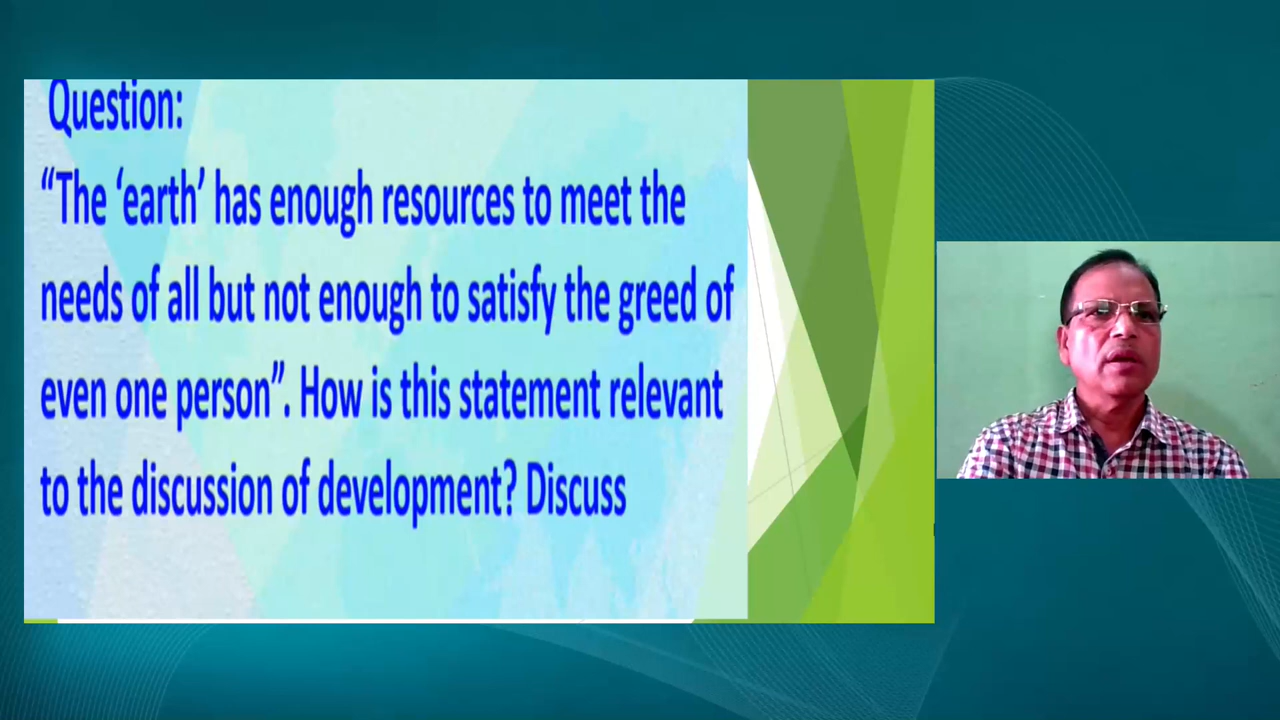 Question:
“The ‘earth’ has enough resources to meet the
needs of all but not enough to satisfy the greed of
even one person”. How is this statement relevant
to the discussion of development? Discuss